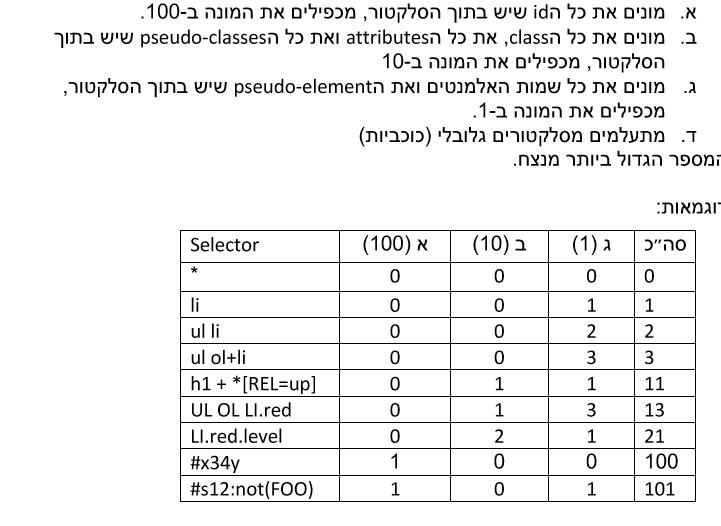 א. מונים את כל הid שיש בתוך הסלקטור, מכפילים את המונה ב-100.
ב. מונים את כל הclass, את כל הattributes ואת כל הpseudo-classes שיש בתוך
הסלקטור, מכפילים את המונה ב-10
ג. מונים את כל שמות האלמנטים ואת הpseudo-element שיש בתוך הסלקטור,
מכפילים את המונה ב-1.
ד. מתעלמים מסלקטורים גלובלי (כוכביות)
המספר הגדול ביותר מנצח.
וגמאות:
Selector א (100) ב (10) ג (1) סה״כ
* 0 0 0 0
li 0 0 1 1
ul li 0 0 2 2
ul ol+li 0 0 3 3
h1 + *[REL=up] 0 1 1 11
UL OL LI.red 0 1 3 13
LI.red.level 0 2 1 21
#x34y 1 0 0 100
#s12:not(FOO) 1 0 1 101